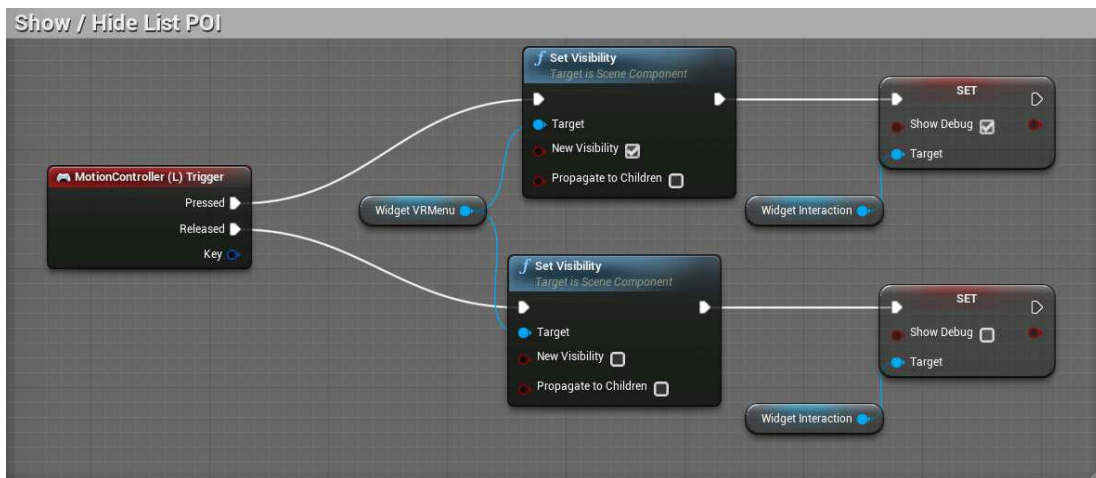 Show / Hide List POI
Set Visibility
Target is Scene Component
Target
New Visibility
Propagate to Children
SET
Show Debug
Target
MotionController (L) Trigger
Pressed
Released
Key
Widget VRMenu
Widget Interaction
Set Visibility
Target is Scene Component
Target
New Visibility
Propagate to Children
SET
Show Debug
Target
Widget Interaction